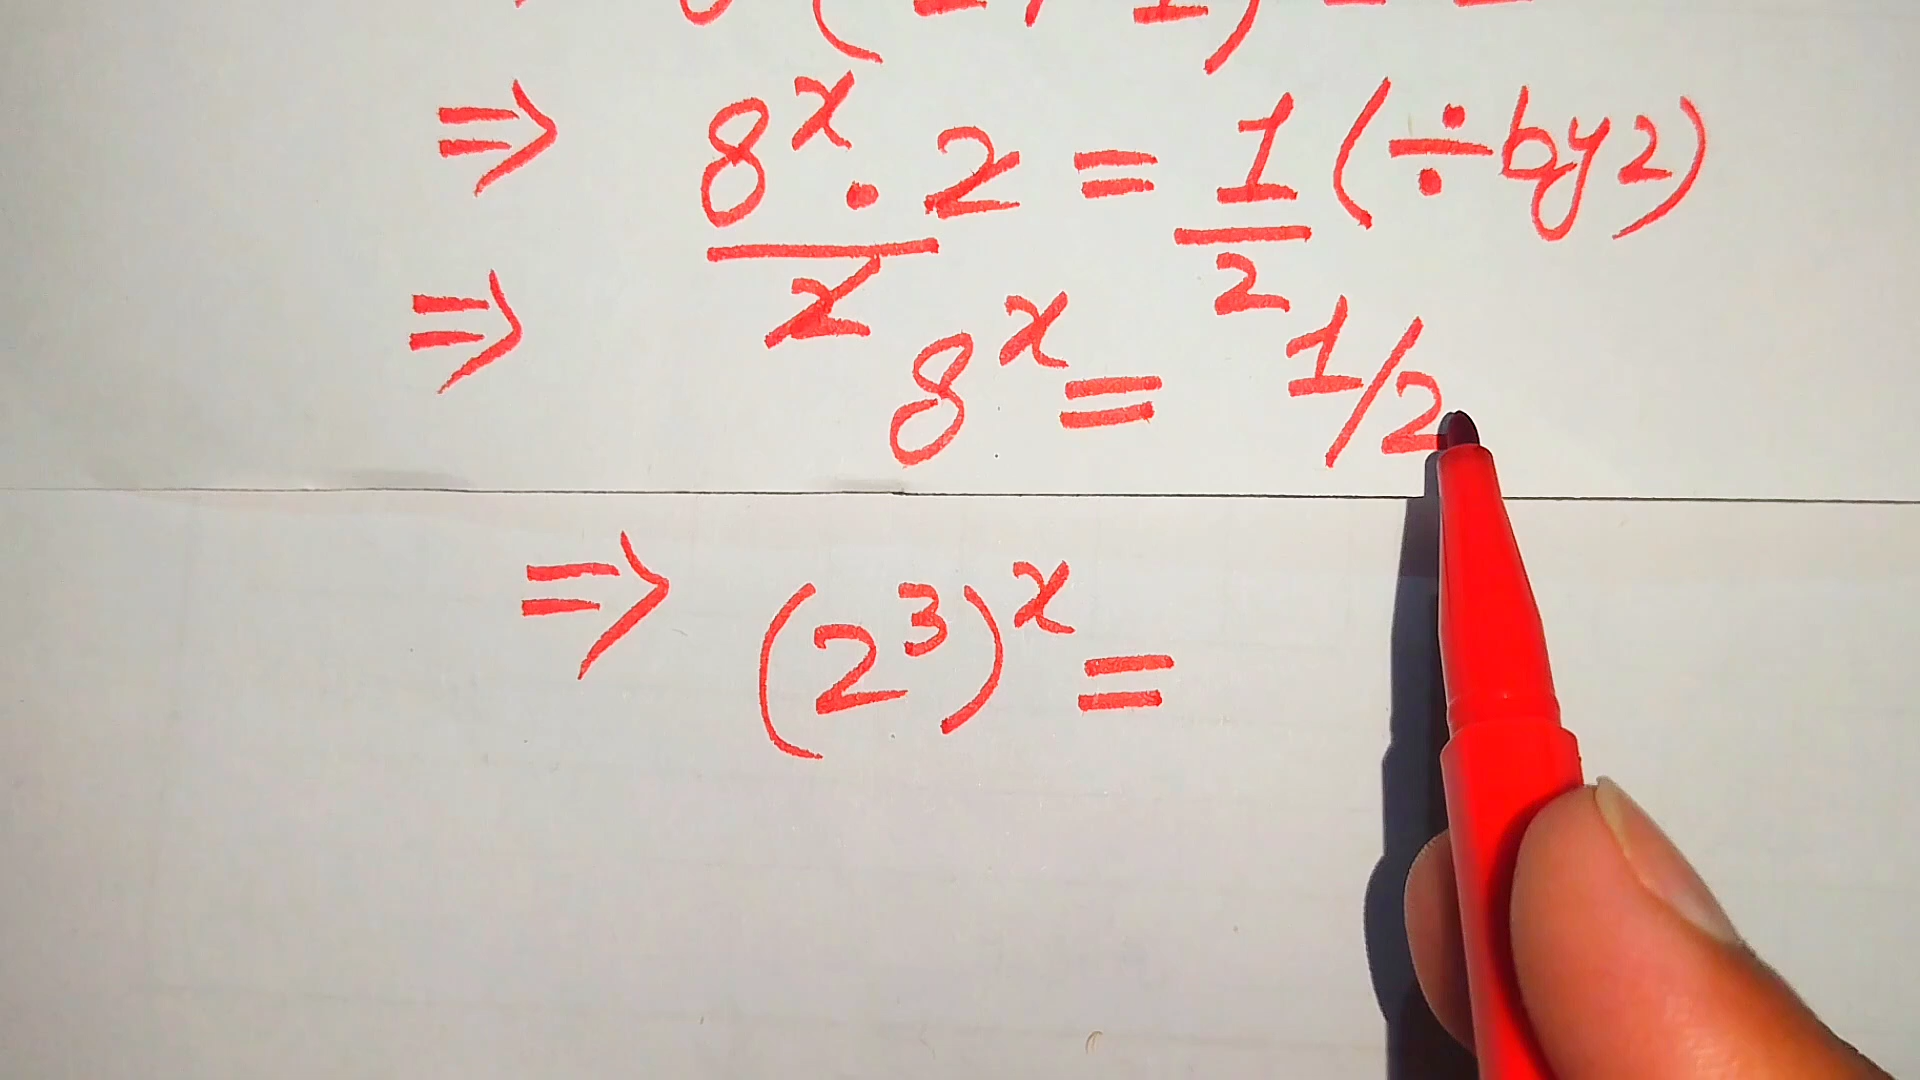 ⇒ 8^x · 2 / 2 = 1/2 (÷ by 2)
⇒ 8^x = 1/2
⇒ (2^3)^x =